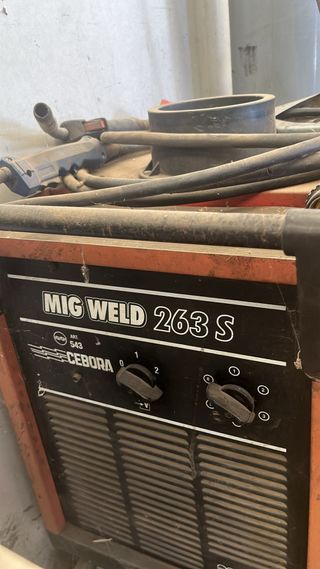 MIG WELD 263 S
ART.
543
CEBORA
0 1 2
1
2
3